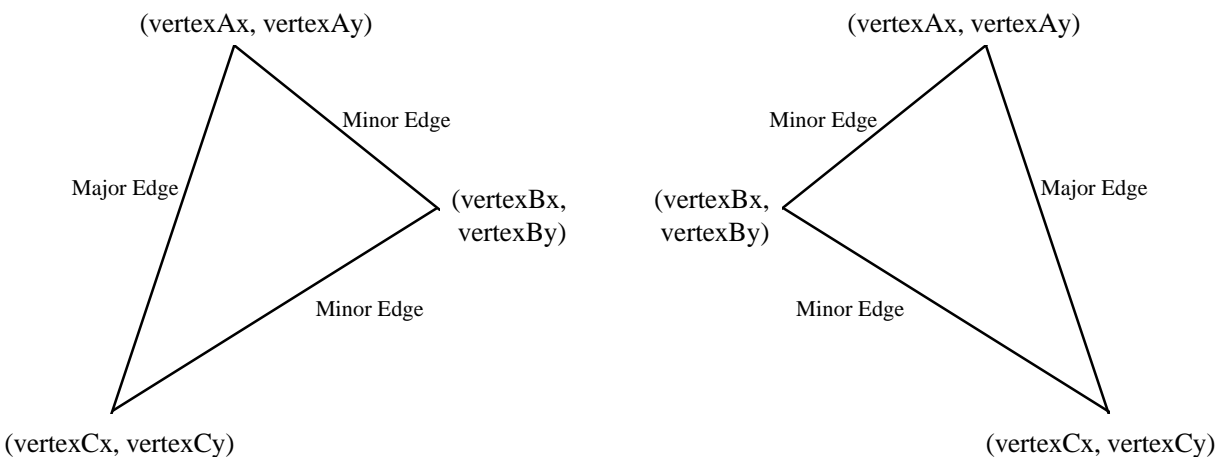 (vertexAx, vertexAy)
Minor Edge
Major Edge
(vertexBx,
vertexBy)
Minor Edge
(vertexCx, vertexCy)
(vertexAx, vertexAy)
Minor Edge
Major Edge
(vertexBx,
vertexBy)
Minor Edge
(vertexCx, vertexCy)